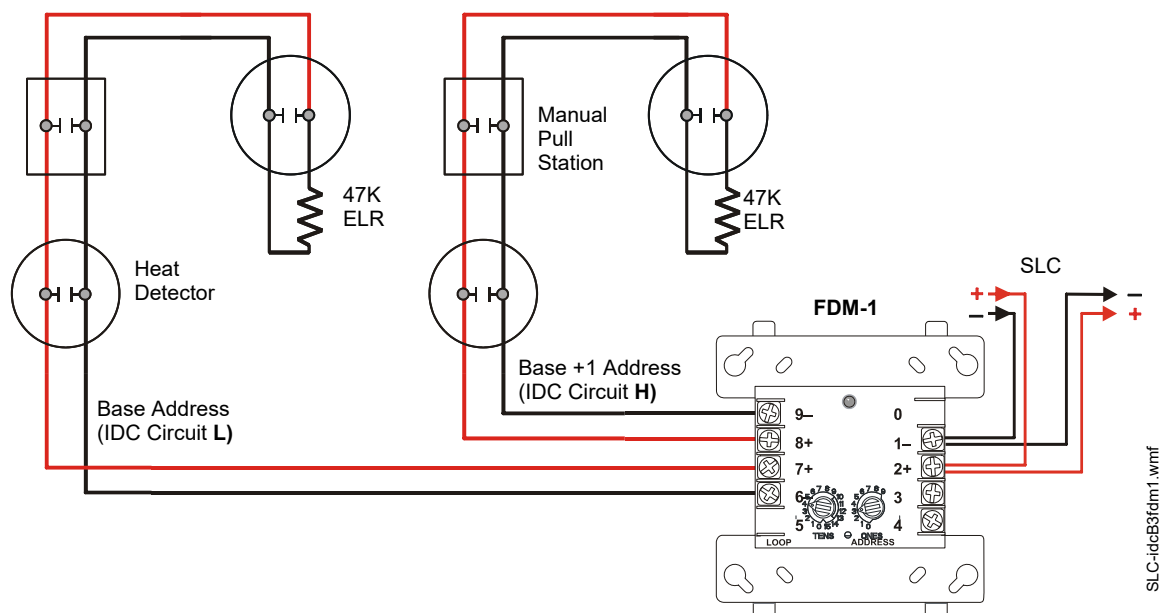 Manual
Pull
Station
47K
ELR
47K
ELR
Heat
Detector
SLC
+
–
–
+
FDM-1
Base +1 Address
(IDC Circuit H)
Base Address
(IDC Circuit L)
9–
8+
7+
6–
5
0
1–
2+
3
4
LOOP
TENS
ONES
ADDRESS
SLC-idcB3fdm1.wmf